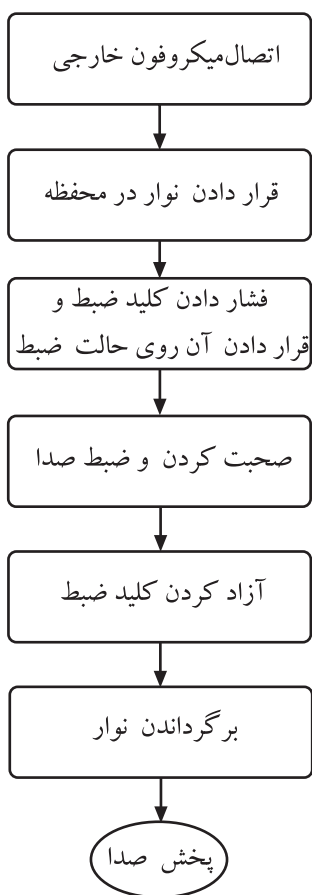 اتصال میکروفون خارجی
قرار دادن نوار در محفظه
فشار دادن کلید ضبط و
قرار دادن آن روی حالت ضبط
صحبت کردن و ضبط صدا
آزاد کردن کلید ضبط
برگرداندن نوار
پخش صدا